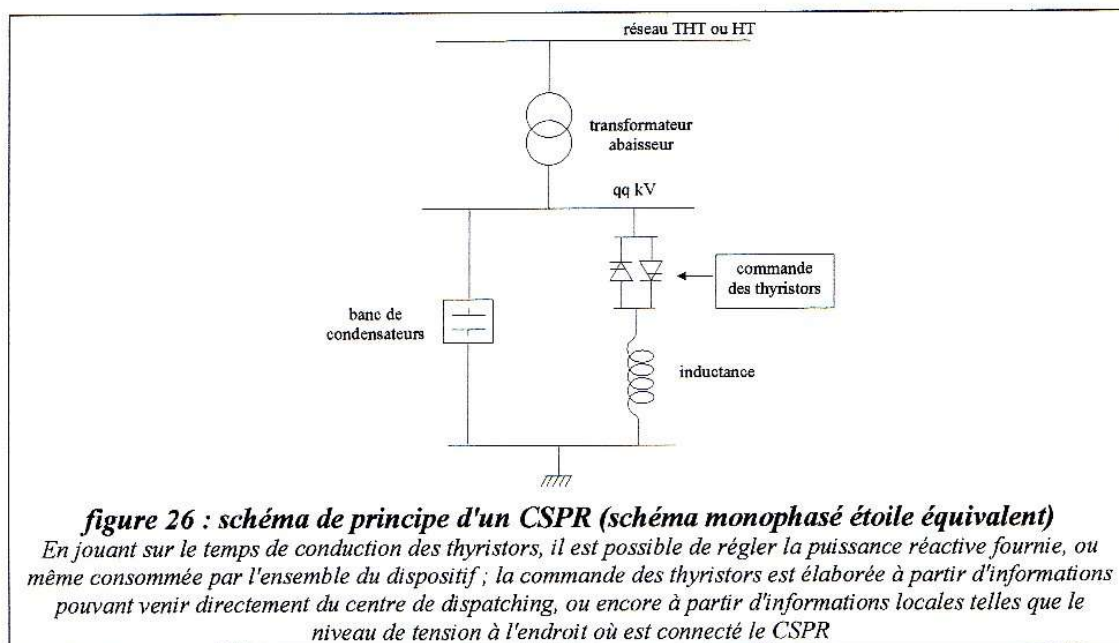 réseau THT ou HT
transformateur
abaisseur
qq kV
commande
des thyristors
banc de
condensateurs
inductance
figure 26 : schéma de principe d'un CSPR (schéma monophasé étoile équivalent)
En jouant sur le temps de conduction des thyristors, il est possible de régler la puissance réactive fournie, ou
même consommée par l'ensemble du dispositif ; la commande des thyristors est élaborée à partir d'informations
pouvant venir directement du centre de dispatching, ou encore à partir d'informations locales telles que le
niveau de tension à l'endroit où est connecté le CSPR